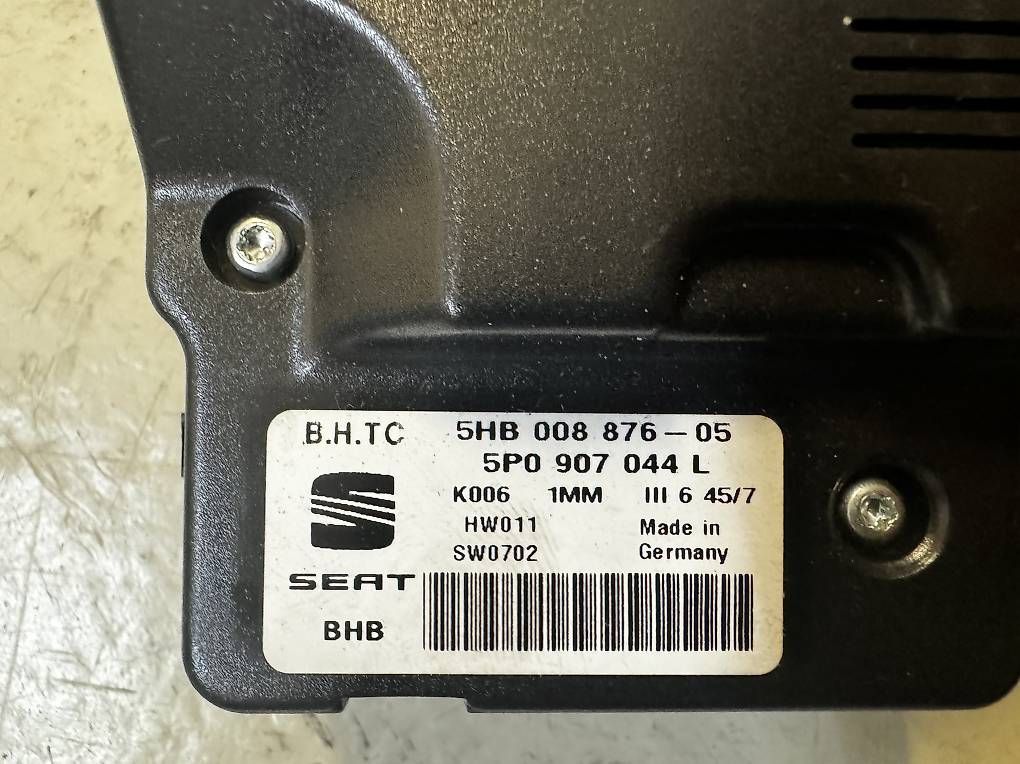 B.H.TC 5HB 008 876-05
5P0 907 044 L
K006 1MM III 6 45/7
HW011 Made in
SW0702 Germany
SEAT
BHB